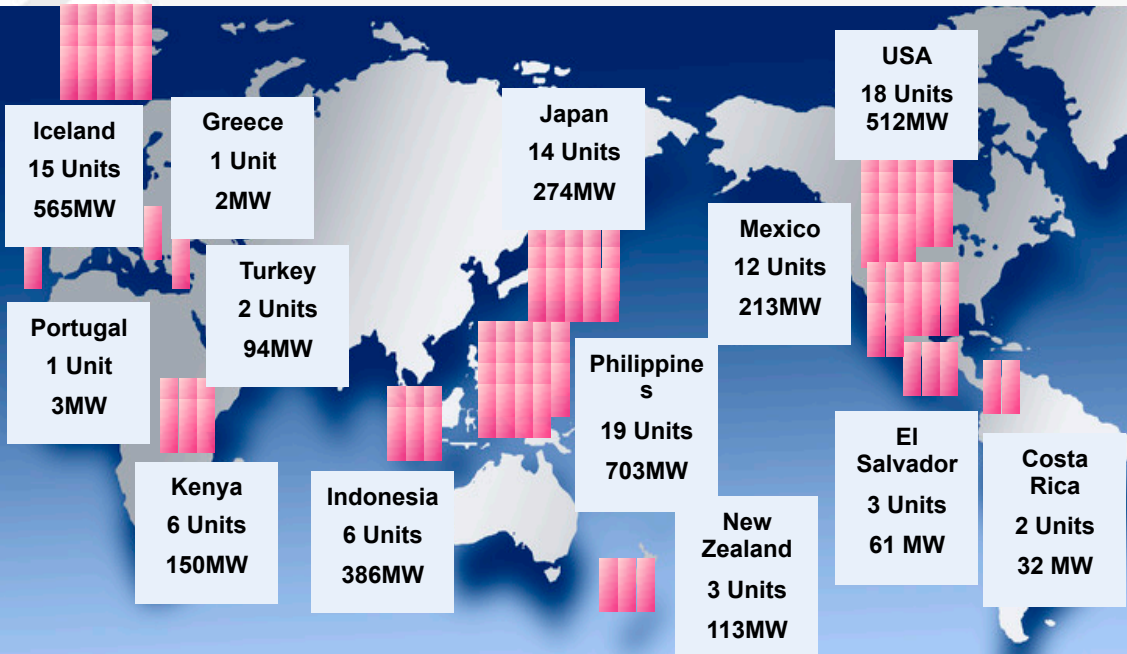 Iceland
15 Units
565MW
Greece
1 Unit
2MW
Japan
14 Units
274MW
USA
18 Units
512MW
Turkey
2 Units
94MW
Mexico
12 Units
213MW
Portugal
1 Unit
3MW
Philippine
s
19 Units
703MW
Kenya
6 Units
150MW
Indonesia
6 Units
386MW
New
Zealand
3 Units
113MW
El
Salvador
3 Units
61 MW
Costa
Rica
2 Units
32 MW